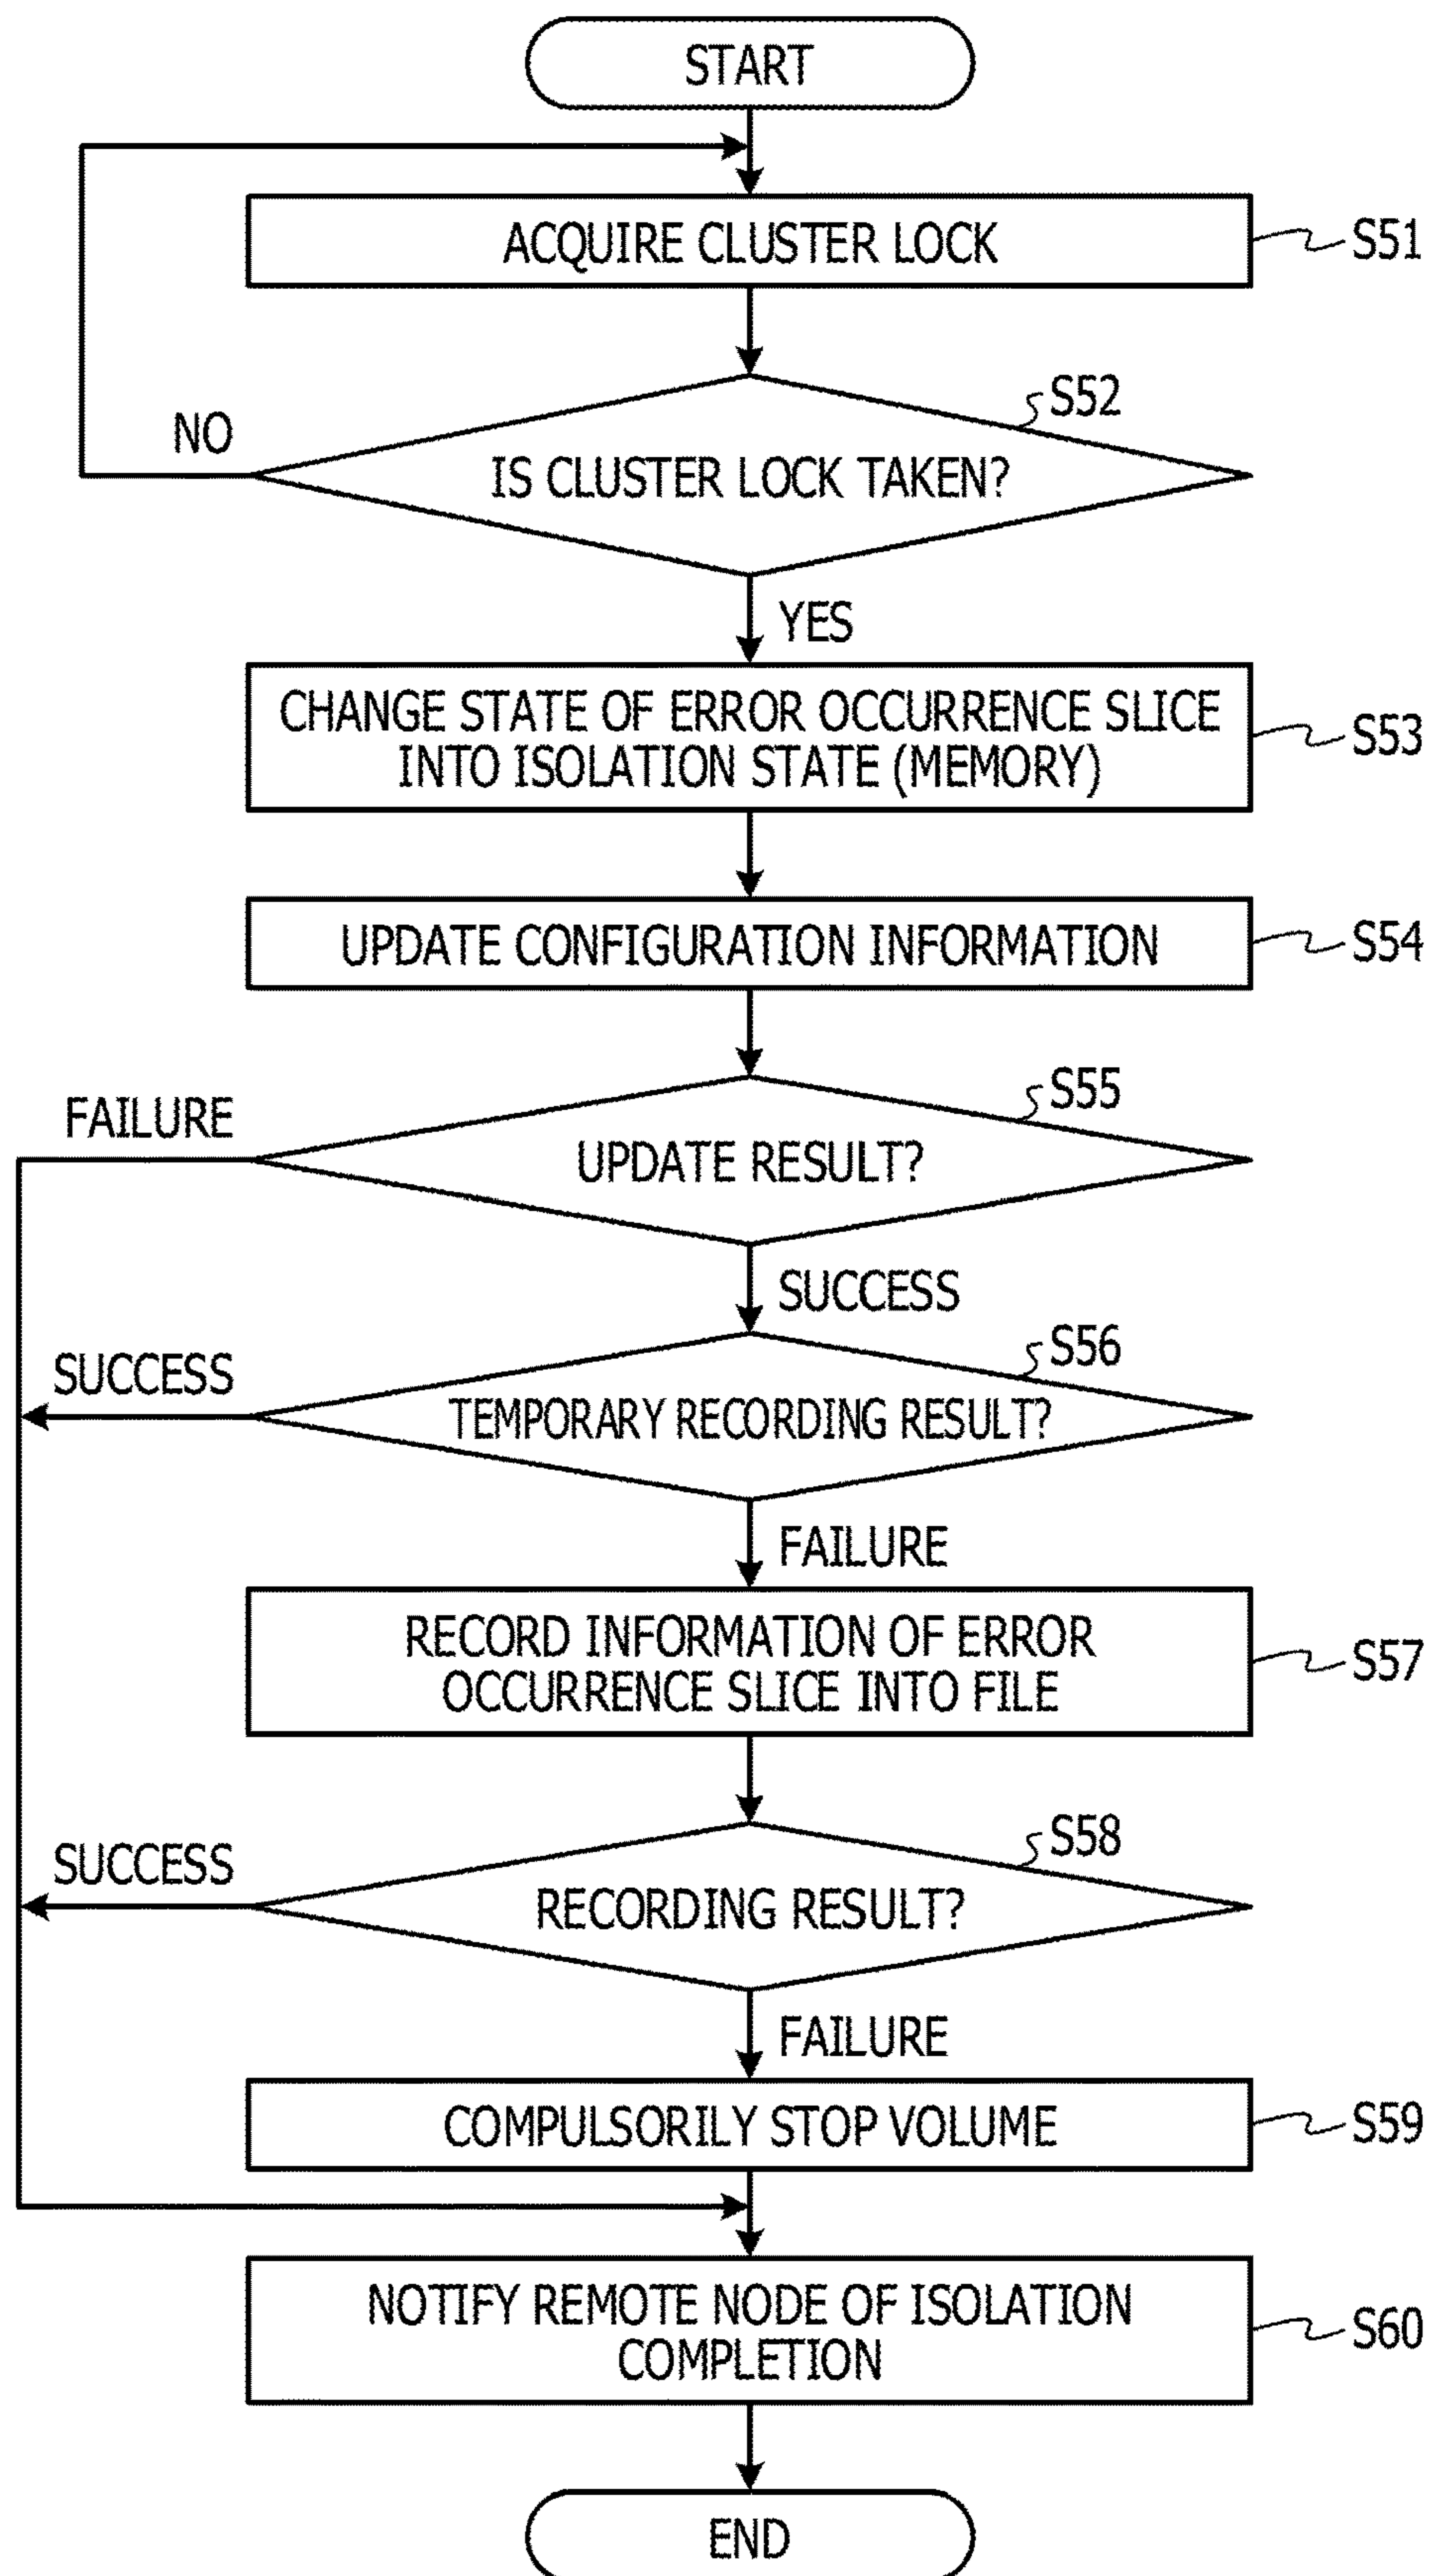 START
ACQUIRE CLUSTER LOCK
S51
S52
NO
IS CLUSTER LOCK TAKEN?
YES
CHANGE STATE OF ERROR OCCURRENCE SLICE
INTO ISOLATION STATE (MEMORY)
S53
UPDATE CONFIGURATION INFORMATION
S54
S55
FAILURE
UPDATE RESULT?
SUCCESS
S56
SUCCESS
TEMPORARY RECORDING RESULT?
FAILURE
RECORD INFORMATION OF ERROR
OCCURRENCE SLICE INTO FILE
S57
S58
SUCCESS
RECORDING RESULT?
FAILURE
COMPULSORILY STOP VOLUME
S59
NOTIFY REMOTE NODE OF ISOLATION
COMPLETION
S60
END